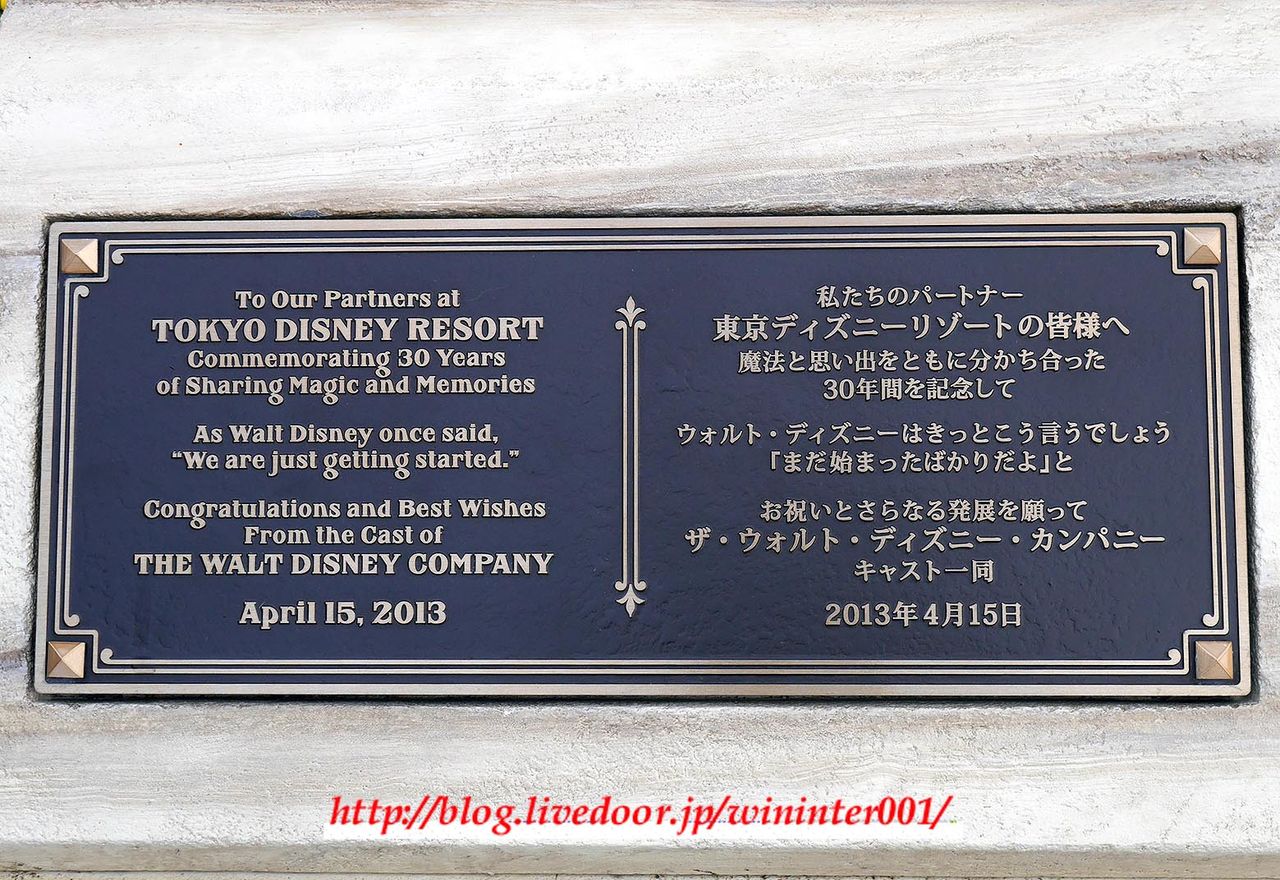 To Our Partners at
TOKYO DISNEY RESORT
Commemorating 30 Years
of Sharing Magic and Memories
As Walt Disney once said,
“We are just getting started.”
Congratulations and Best Wishes
From the Cast of
THE WALT DISNEY COMPANY
April 15, 2013
私たちのパートナー
東京ディズニーリゾートの皆様へ
魔法と思い出をともに分かち合った
30年間を記念して
ウォルト・ディズニーはきっとこう言うでしょう
「まだ始まったばかりだよ」と
お祝いとさらなる発展を願って
ザ・ウォルト・ディズニー・カンパニー
キャスト一同
2013年4月15日
http://blog.livedoor.jp/wininter001/